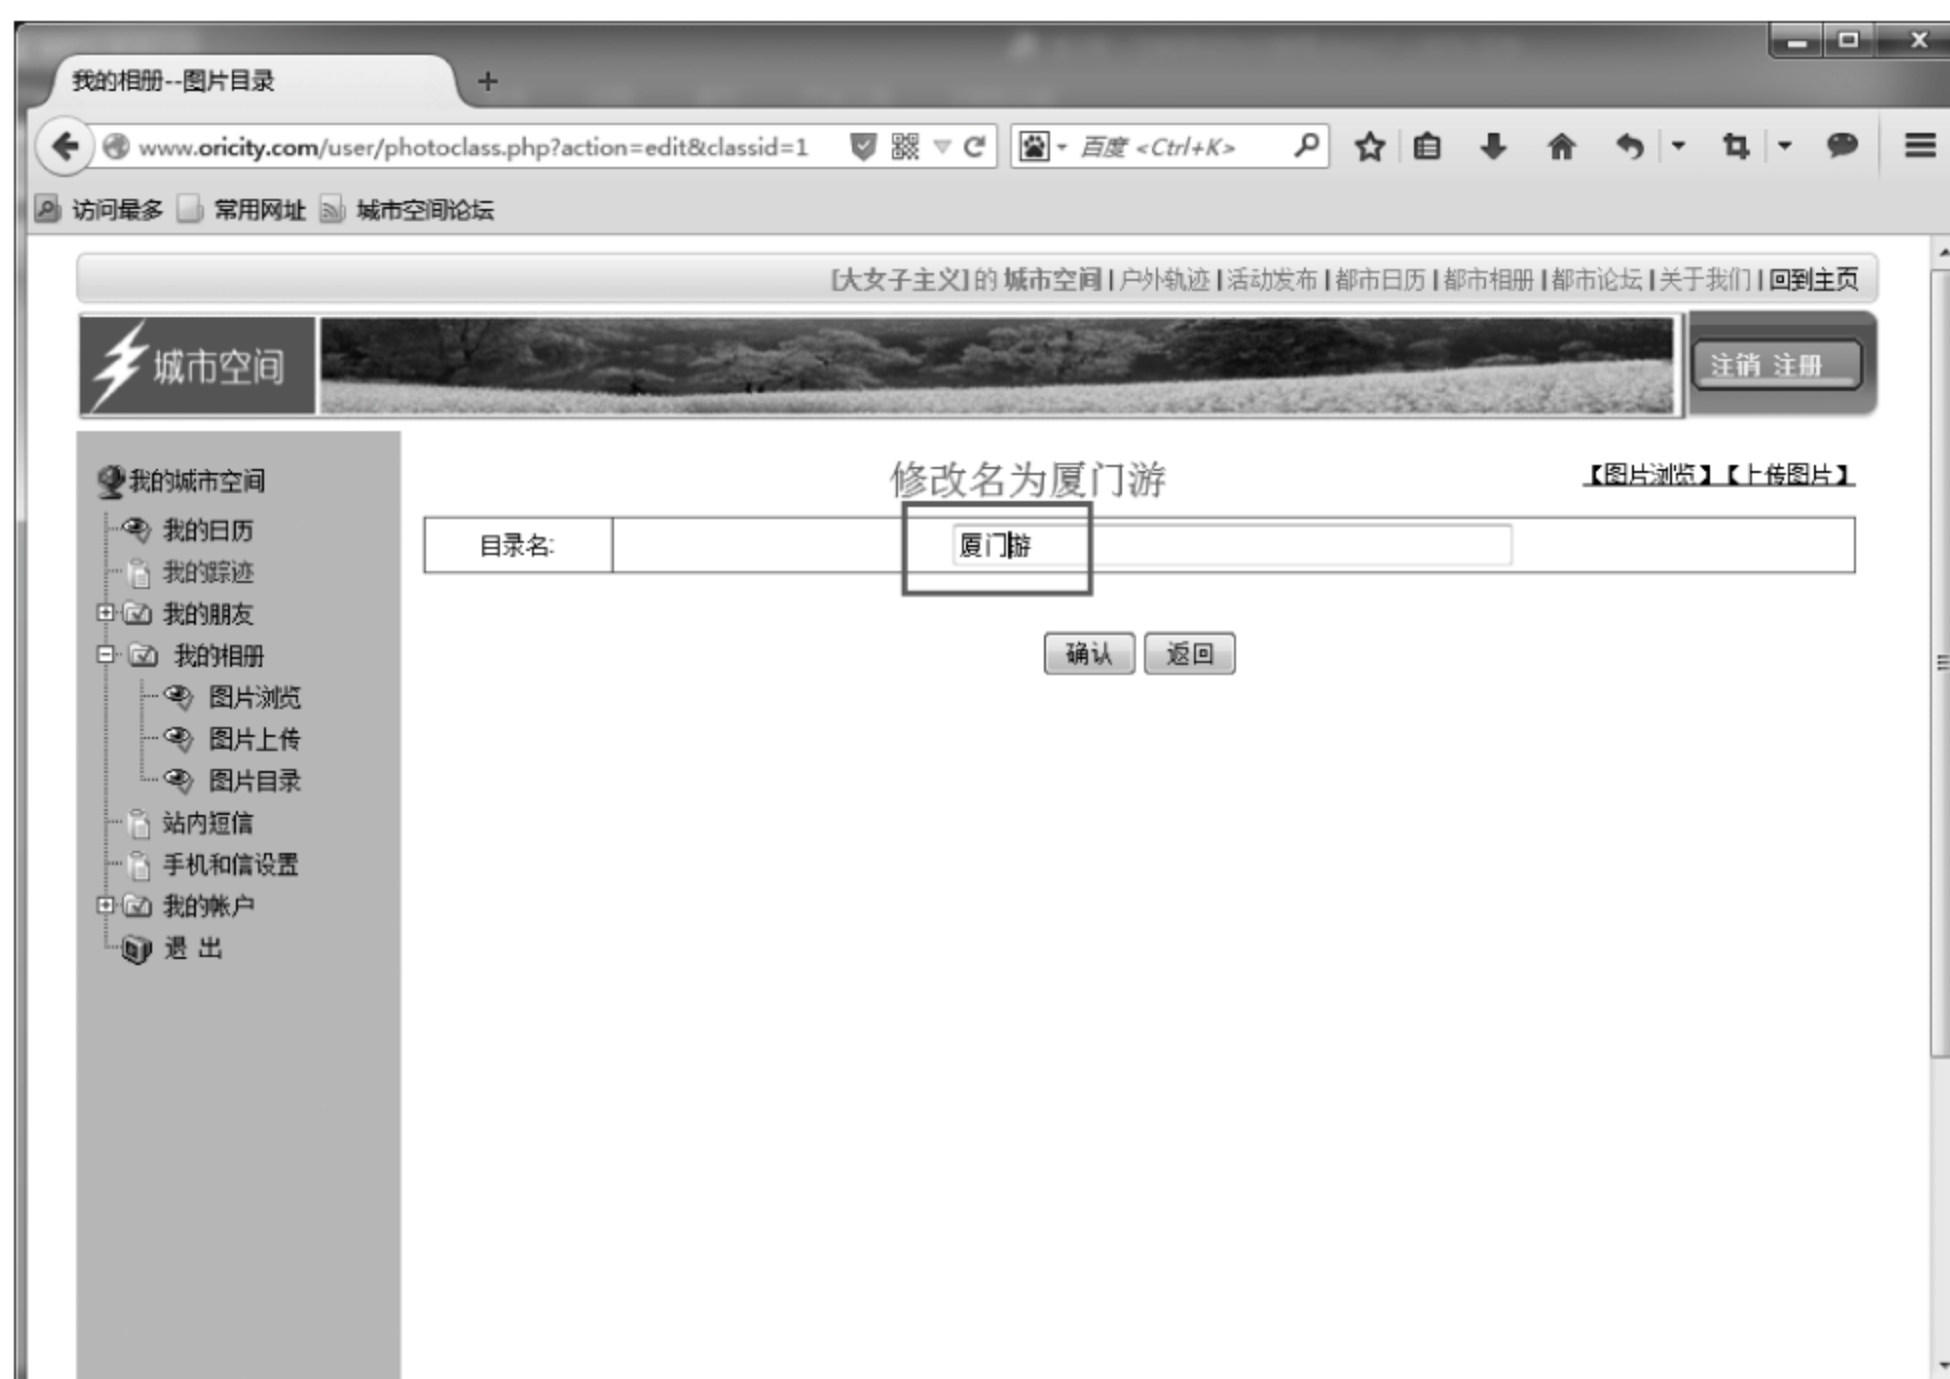 我的相册--图片目录
www.oricity.com/user/photoclass.php?action=edit&classid=1
百度 <Ctrl+K>
访问最多 常用网址 城市空间论坛
[大女子主义] 的 城市空间 | 户外轨迹 | 活动发布 | 都市日历 | 都市相册 | 都市论坛 | 关于我们 | 回到主页
城市空间
注销 注册
我的城市空间
我的日历
我的踪迹
我的朋友
我的相册
图片浏览
图片上传
图片目录
站内短信
手机和信设置
我的帐户
退 出
修改名为厦门游
【图片浏览】【上传图片】
目录名:
厦门游
确认 返回